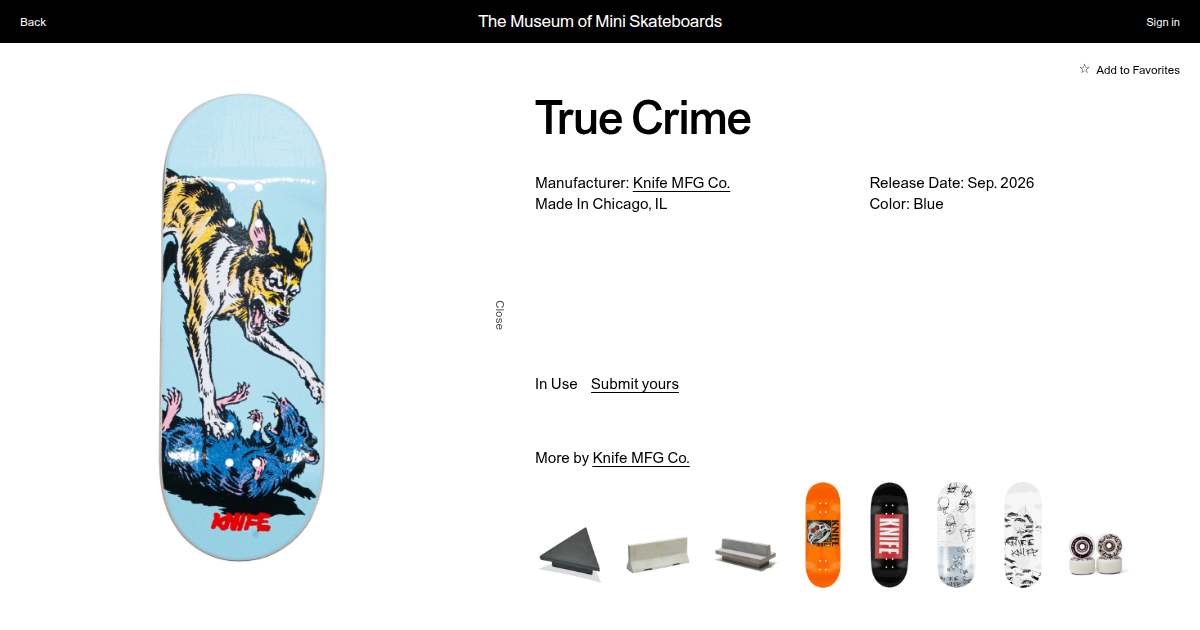 Back
The Museum of Mini Skateboards
Sign in
☆ Add to Favorites
True Crime
Manufacturer: Knife MFG Co.
Made In Chicago, IL
Release Date: Sep. 2026
Color: Blue
Close
In Use
Submit yours
More by Knife MFG Co.
KNIFE
KNIFE
KNIFE
KNIFE